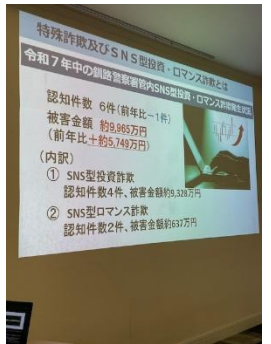 特殊詐欺及びSNS型投資・ロマンス詐欺とは
令和7年中の釧路警察署管内SNS型投資・ロマンス詐欺発生状況
認知件数 6件(前年比－1件)
被害金額 約9,965万円
(前年比＋約5,749万円)
(内訳)
① SNS型投資詐欺
認知件数4件、被害金額約9,328万円
② SNS型ロマンス詐欺
認知件数2件、被害金額約637万円